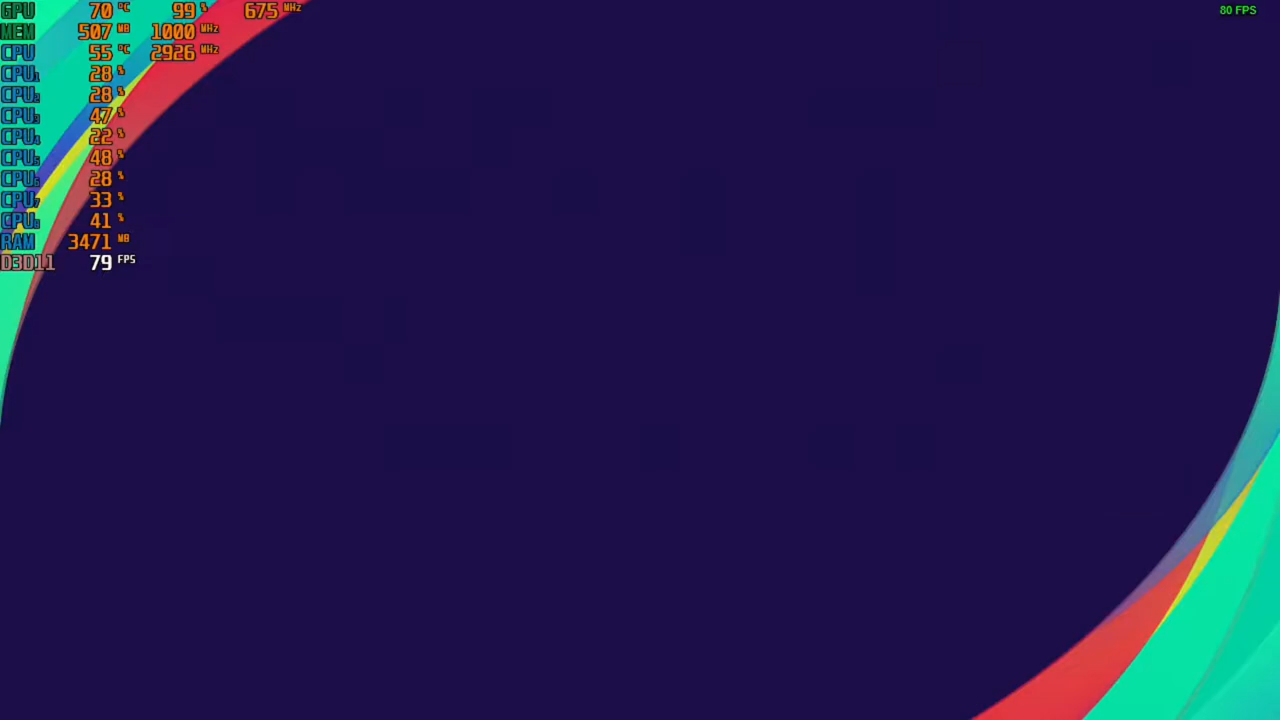 GPU 70 °C 99 % 675 MHz 80 FPS
MEM 507 MB 1000 MHz
CPU 55 °C 2926 MHz
CPU1 28 %
CPU2 28 %
CPU3 47 %
CPU4 22 %
CPU5 48 %
CPU6 28 %
CPU7 33 %
CPU8 41 %
RAM 3471 MB
D3D11 79 FPS